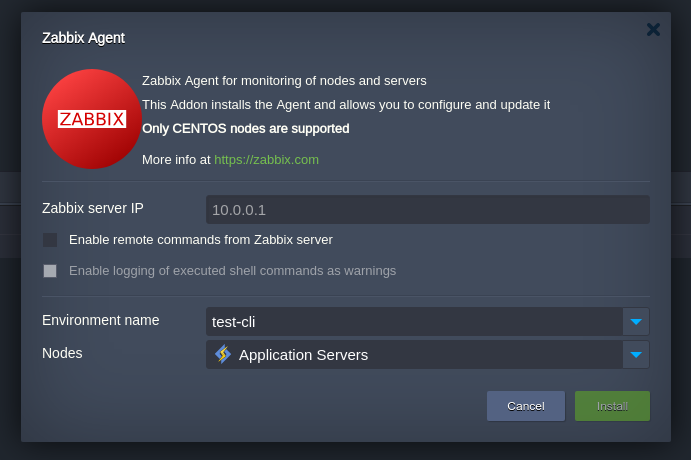 Zabbix Agent
Zabbix Agent for monitoring of nodes and servers
This Addon installs the Agent and allows you to configure and update it
ZABBIX
Only CENTOS nodes are supported
More info at https://zabbix.com
Zabbix server IP 10.0.0.1
Enable remote commands from Zabbix server
Enable logging of executed shell commands as warnings
Environment name test-cli
Nodes Application Servers
Cancel Install